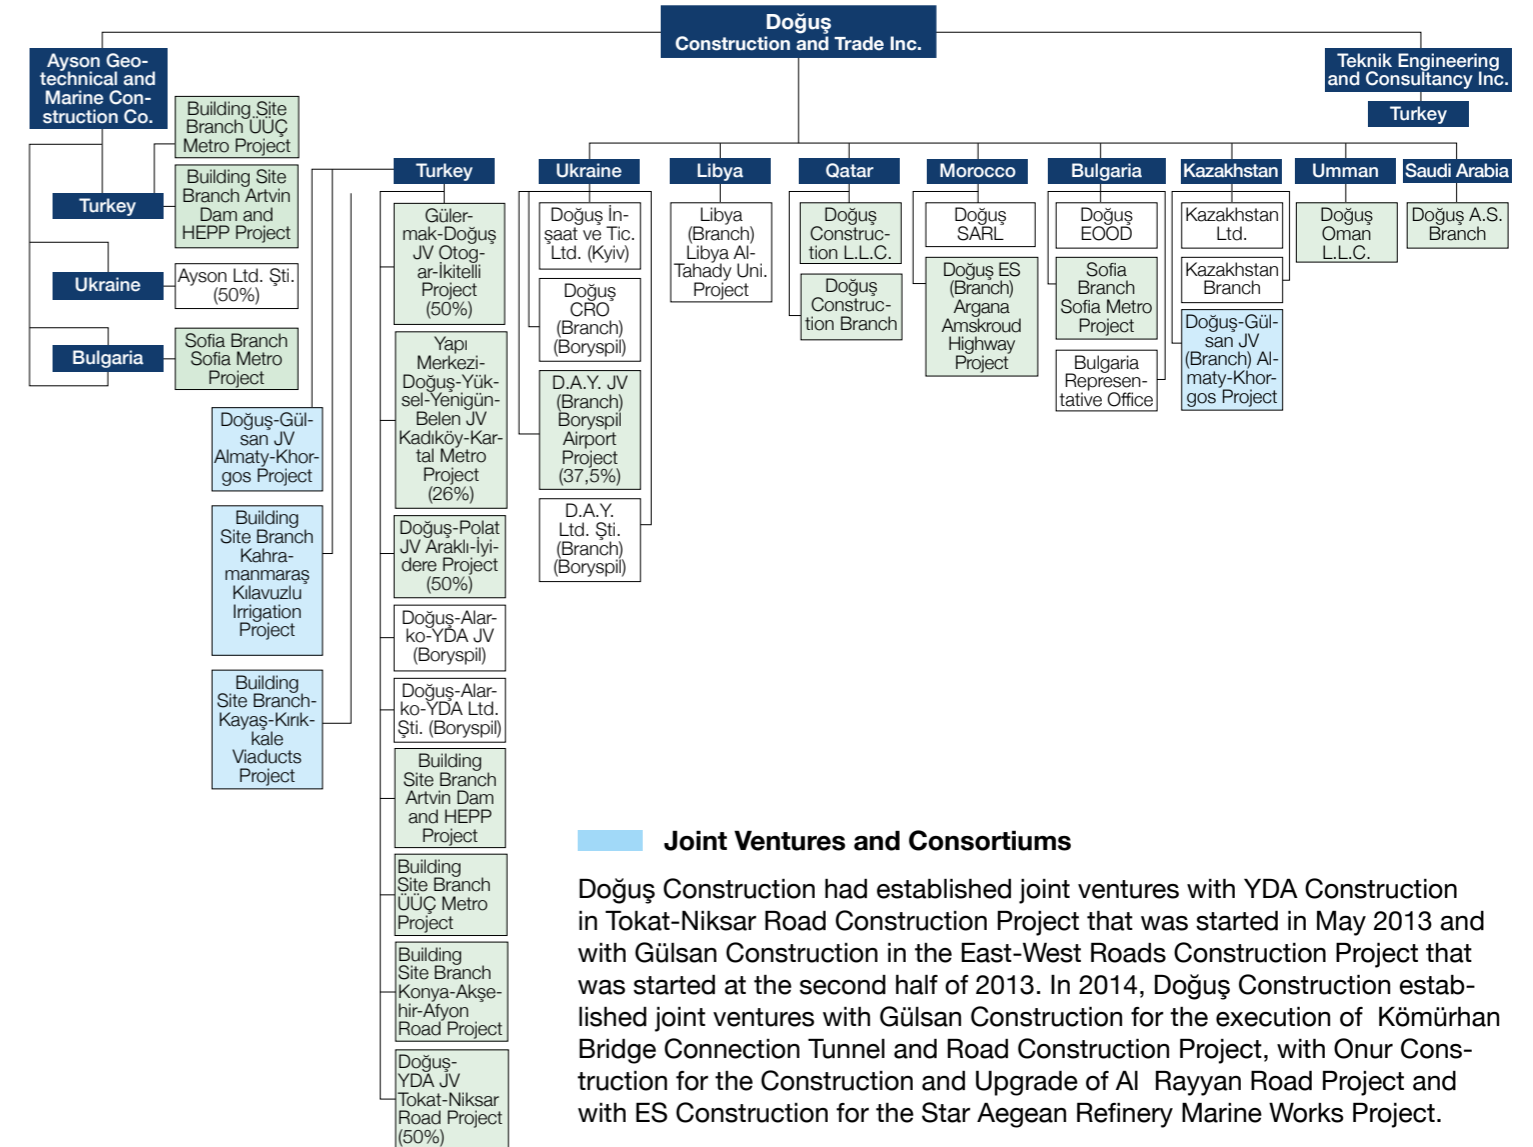 Doğuş
Construction and Trade Inc.
Ayson Geo-
technical and
Marine Con-
struction Co.
Teknik Engineering
and Consultancy Inc.
Turkey
Building Site
Branch ÜÜÇ
Metro Project
Building Site
Branch Artvin
Dam and
HEPP Project
Turkey
Ukraine
Ayson Ltd. Şti.
(50%)
Bulgaria
Sofia Branch
Sofia Metro
Project
Doğuş-Gül-
san JV
Almaty-Khor-
gos Project
Building
Site Branch
Kahra-
manmaraş
Kılavuzlu
Irrigation
Project
Building
Site Branch-
Kayaş-Kırık-
kale
Viaducts
Project
Turkey
Güler-
mak-Doğuş
JV Otog-
ar-İkitelli
Project
(50%)
Yapı
Merkezi-
Doğuş-Yük-
sel-Yenigün-
Belen JV
Kadıköy-Kar-
tal Metro
Project
(26%)
Doğuş-Polat
JV Araklı-İyi-
dere Project
(50%)
Doğuş-Alar-
ko-YDA JV
(Boryspil)
Doğuş-Alar-
ko-YDA Ltd.
Şti. (Boryspil)
Building
Site Branch
Artvin Dam
and HEPP
Project
Building
Site Branch
ÜÜÇ Metro
Project
Building
Site Branch
Konya-Akşe-
hir-Afyon
Road Project
Doğuş-
YDA JV
Tokat-Niksar
Road Project
(50%)
Ukraine
Doğuş İn-
şaat ve Tic.
Ltd. (Kyiv)
Doğuş
CRO
(Branch)
(Boryspil)
D.A.Y. JV
(Branch)
Boryspil
Airport
Project
(37,5%)
D.A.Y.
Ltd. Şti.
(Branch)
(Boryspil)
Libya
Libya
(Branch)
Libya Al-
Tahady Uni.
Project
Qatar
Doğuş
Construc-
tion L.L.C.
Doğuş
Construc-
tion Branch
Morocco
Doğuş
SARL
Doğuş ES
(Branch)
Argana
Amskroud
Highway
Project
Bulgaria
Doğuş
EOOD
Sofia
Branch
Sofia Metro
Project
Bulgaria
Represen-
tative Office
Kazakhstan
Kazakhstan
Ltd.
Kazakhstan
Branch
Doğuş-Gül-
san JV
(Branch) Al-
maty-Khor-
gos Project
Umman
Doğuş
Oman
L.L.C.
Saudi Arabia
Doğuş A.S.
Branch
Joint Ventures and Consortiums
Doğuş Construction had established joint ventures with YDA Construction
in Tokat-Niksar Road Construction Project that was started in May 2013 and
with Gülsan Construction in the East-West Roads Construction Project that
was started at the second half of 2013. In 2014, Doğuş Construction estab-
lished joint ventures with Gülsan Construction for the execution of Kömürhan
Bridge Connection Tunnel and Road Construction Project, with Onur Cons-
truction for the Construction and Upgrade of Al Rayyan Road Project and
with ES Construction for the Star Aegean Refinery Marine Works Project.